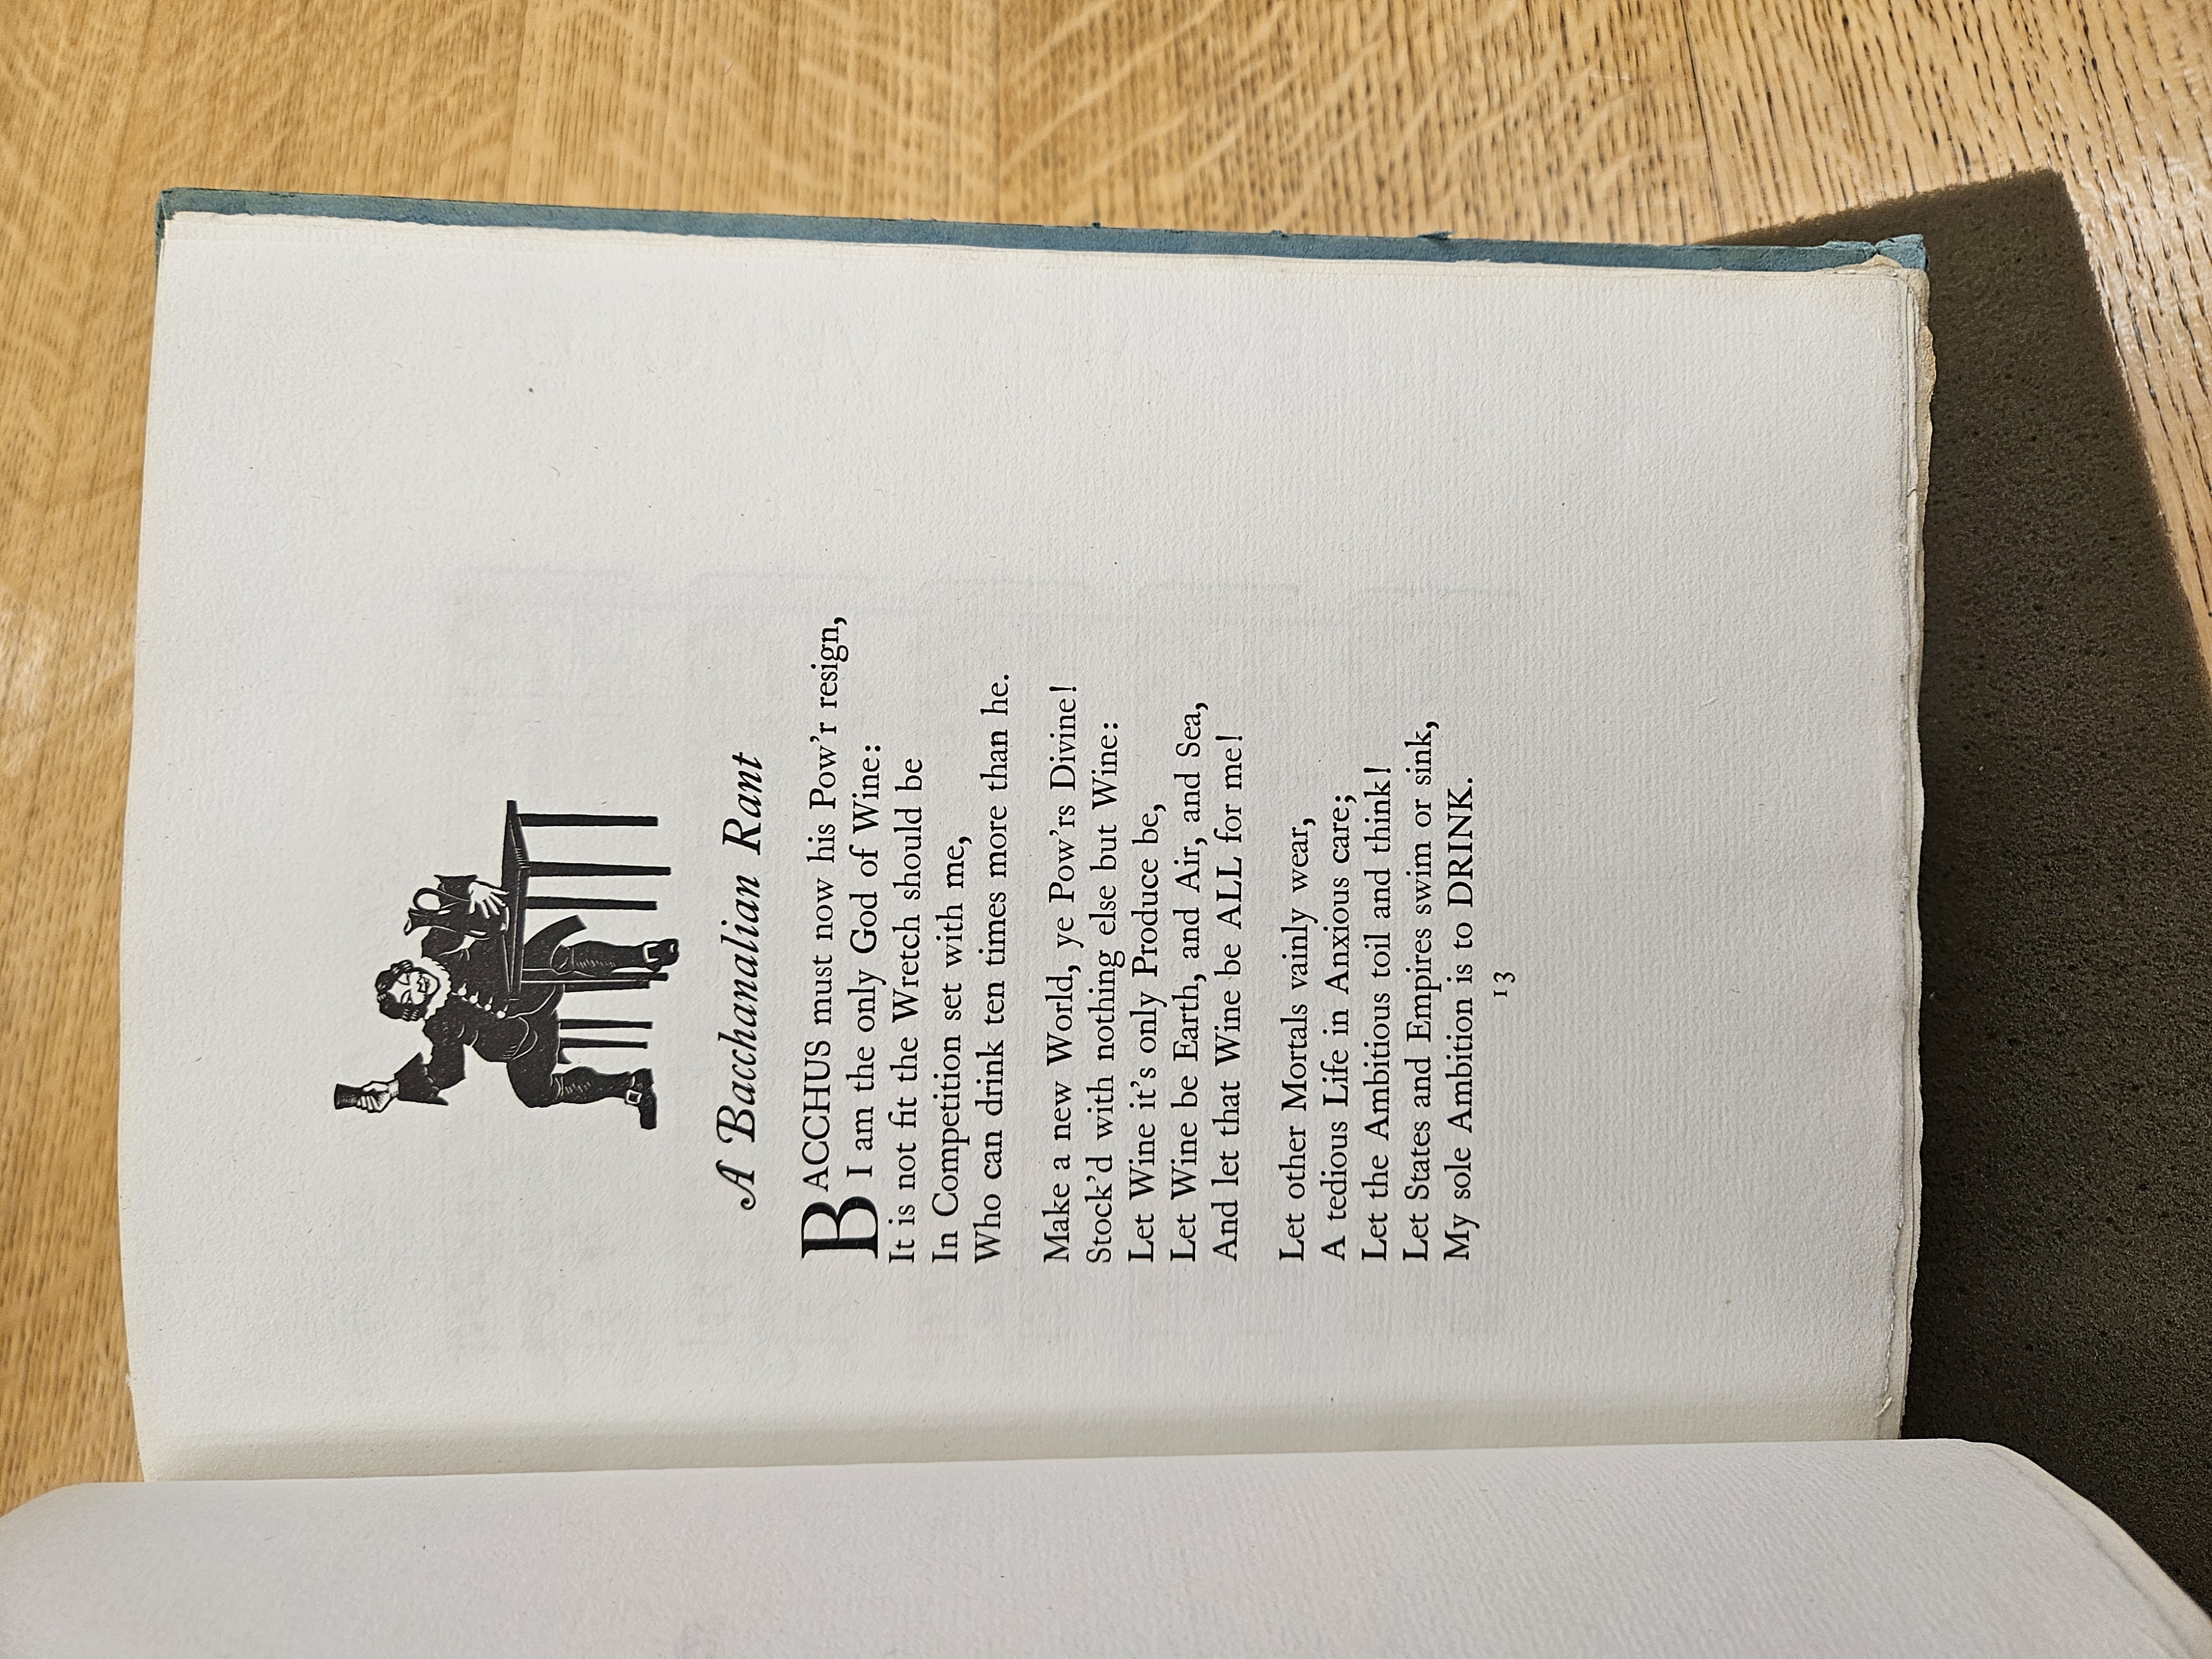 A Bacchanalian Rant
BACCHUS must now his Pow'r resign,
I am the only God of Wine:
It is not fit the Wretch should be
In Competition set with me,
Who can drink ten times more than he.
Make a new World, ye Pow'rs Divine!
Stock'd with nothing else but Wine:
Let Wine it's only Produce be,
Let Wine be Earth, and Air, and Sea,
And let that Wine be ALL for me!
Let other Mortals vainly wear,
A tedious Life in Anxious care;
Let the Ambitious toil and think!
Let States and Empires swim or sink,
My sole Ambition is to DRINK.
13